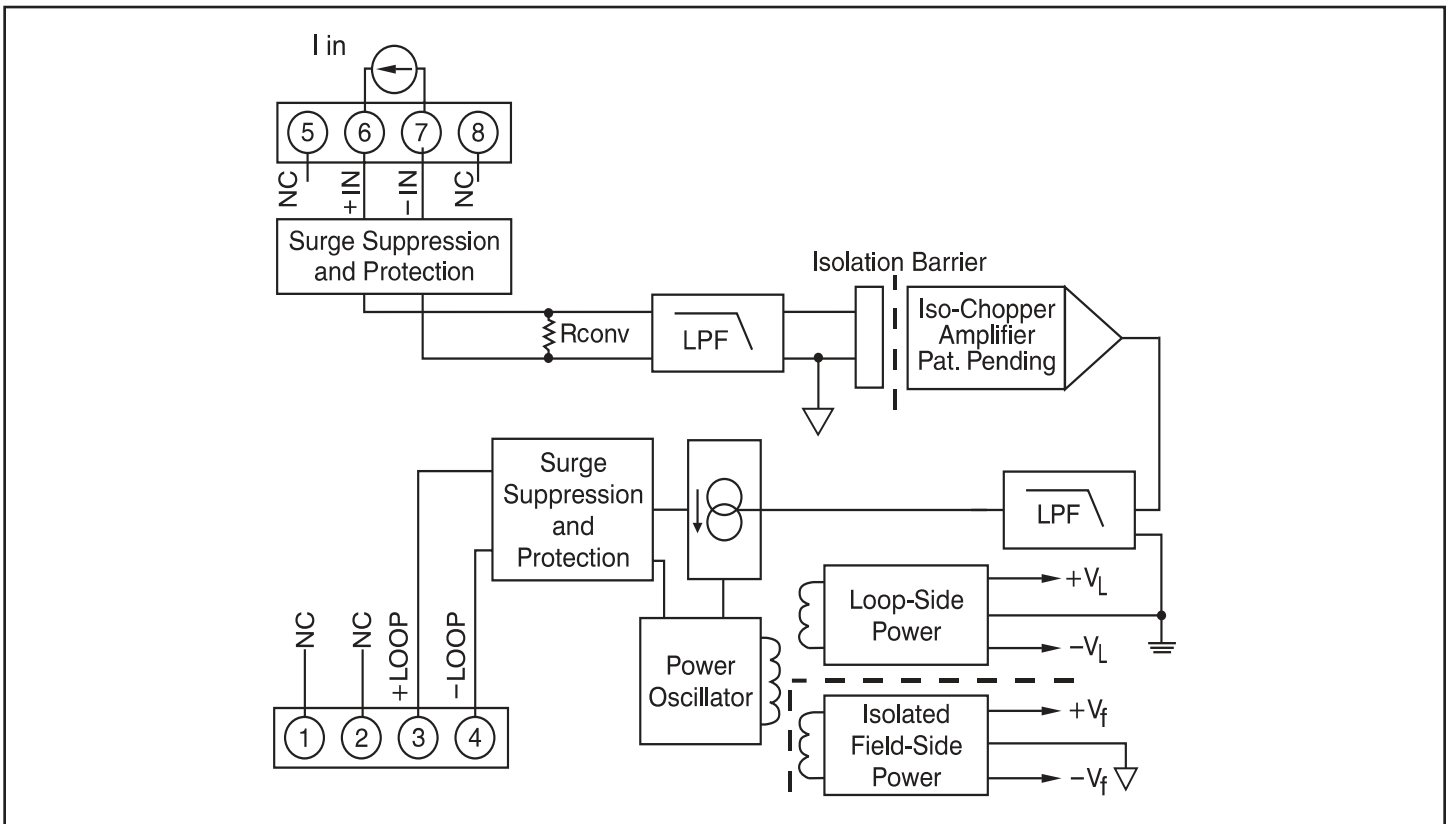 I in
5 6 7 8
NC +IN −IN NC
Surge Suppression
and Protection
Rconv
LPF
Isolation Barrier
Iso-Chopper
Amplifier
Pat. Pending
Surge
Suppression
and
Protection
LPF
Loop-Side
Power
+VL
−VL
Power
Oscillator
Isolated
Field-Side
Power
+Vf
−Vf
NC NC +LOOP −LOOP
1 2 3 4